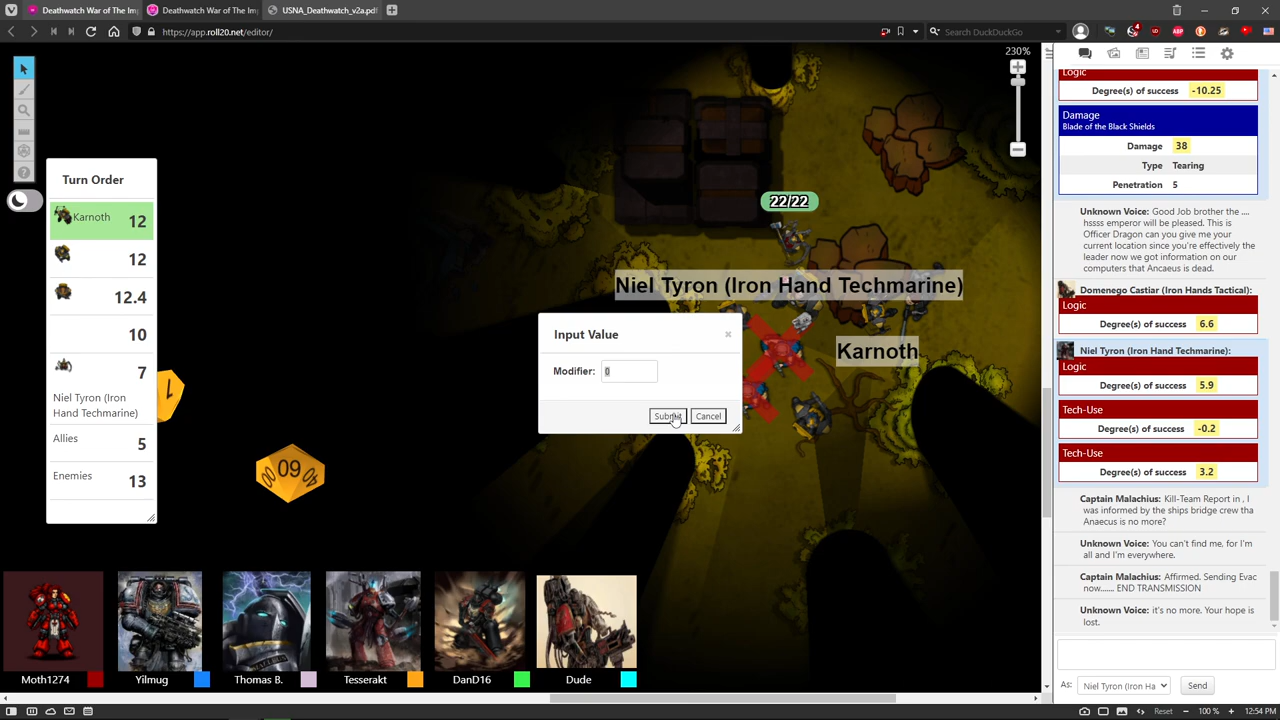 Deathwatch War of The Im
Deathwatch War of The Im
USNA_Deathwatch_v2a.pdf
https://app.roll20.net/editor/
4
Search DuckDuckGo
230%
Turn Order
Karnoth 12
12
12.4
10
7
Niel Tyron (Iron
Hand Techmarine)
Allies 5
Enemies 13
1
00 09 04
22/22
Niel Tyron (Iron Hand Techmarine)
Karnoth
Input Value
×
Modifier: 0
Submit Cancel
Moth1274
Yilmug
Thomas B.
Tesserakt
DanD16
Dude
Logic
Degree(s) of success -10.25
Damage
Blade of the Black Shields
Damage 38
Type Tearing
Penetration 5
Unknown Voice: Good Job brother the ....
hssss emperor will be pleased. This is
Officer Dragon can you give me your
current location since you're effectively the
leader now we got information on our
computers that Ancaeus is dead.
Domenego Castiar (Iron Hands Tactical):
Logic
Degree(s) of success 6.6
Niel Tyron (Iron Hand Techmarine):
Logic
Degree(s) of success 5.9
Tech-Use
Degree(s) of success -0.2
Tech-Use
Degree(s) of success 3.2
Captain Malachius: Kill-Team Report in , I
was informed by the ships bridge crew tha
Anaecus is no more?
Unknown Voice: You can't find me, for I'm
all and I'm everywhere.
Captain Malachius: Affirmed. Sending Evac
now....... END TRANSMISSION
Unknown Voice: it's no more. Your hope is
lost.
As: Niel Tyron (Iron Ha Send
Reset 100 % 12:54 PM